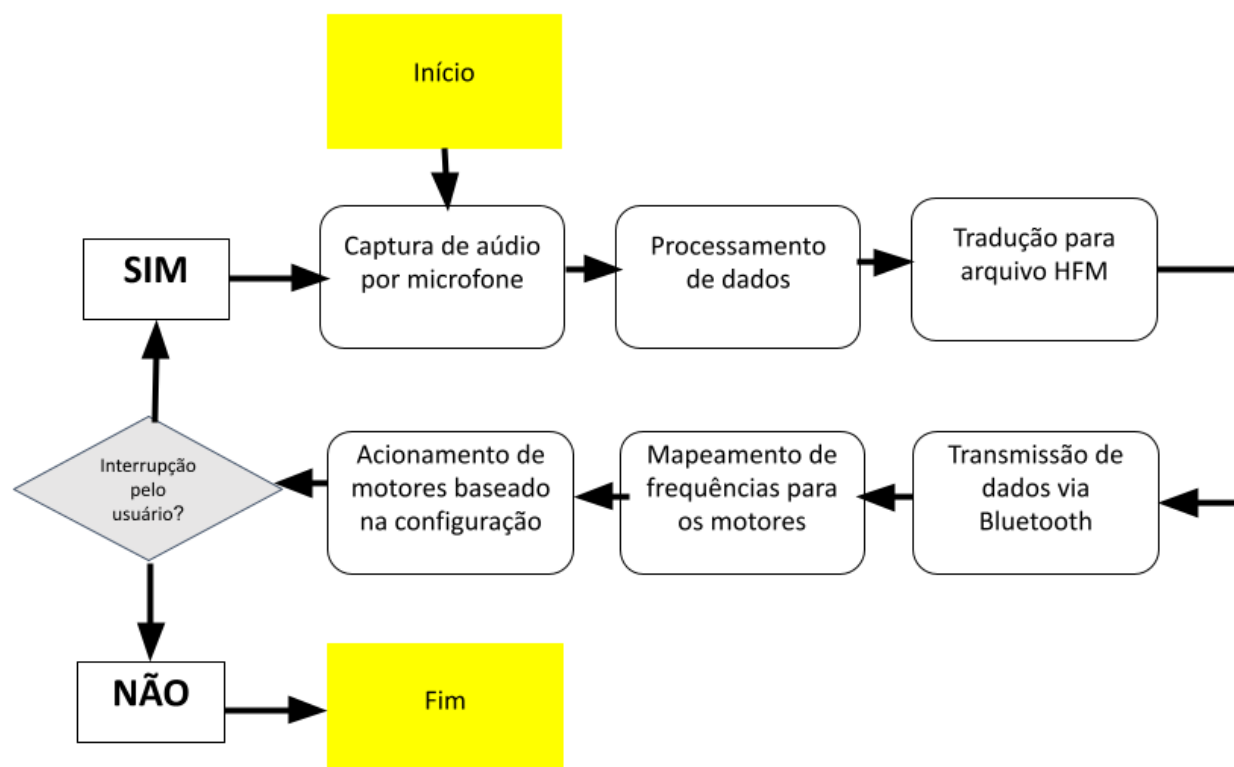 Início
SIM
Captura de aúdio
por microfone
Processamento
de dados
Tradução para
arquivo HFM
Transmissão de
dados via
Bluetooth
Mapeamento de
frequências para
os motores
Acionamento de
motores baseado
na configuração
Interrupção
pelo
usuário?
NÃO
Fim